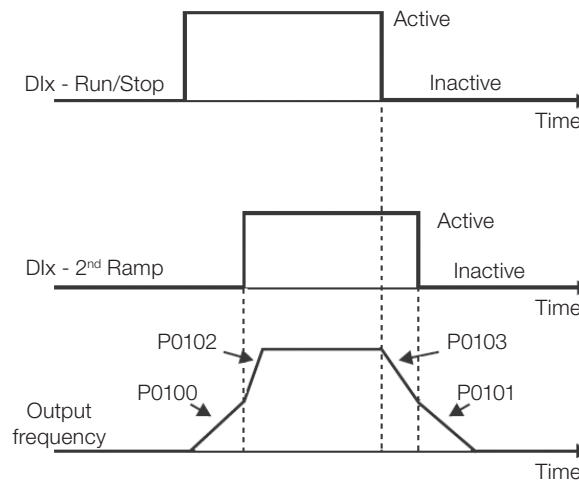 Active
DIx - Run/Stop
Inactive
Time
Active
DIx - 2nd Ramp
Inactive
Time
P0102
P0103
P0100
P0101
Output
frequency
Time